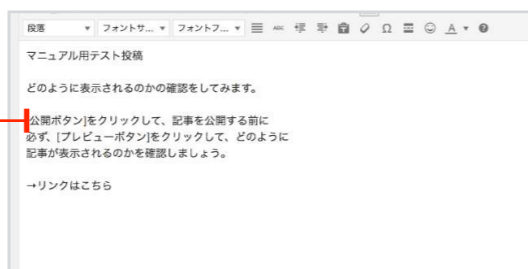 段落 フォントサ... フォントフ... ABC Ω A
マニュアル用テスト投稿
どのように表示されるのかの確認をしてみます。
公開ボタン]をクリックして、記事を公開する前に
必ず、[プレビューボタン]をクリックして、どのように
記事が表示されるのかを確認しましょう。
→リンクはこちら